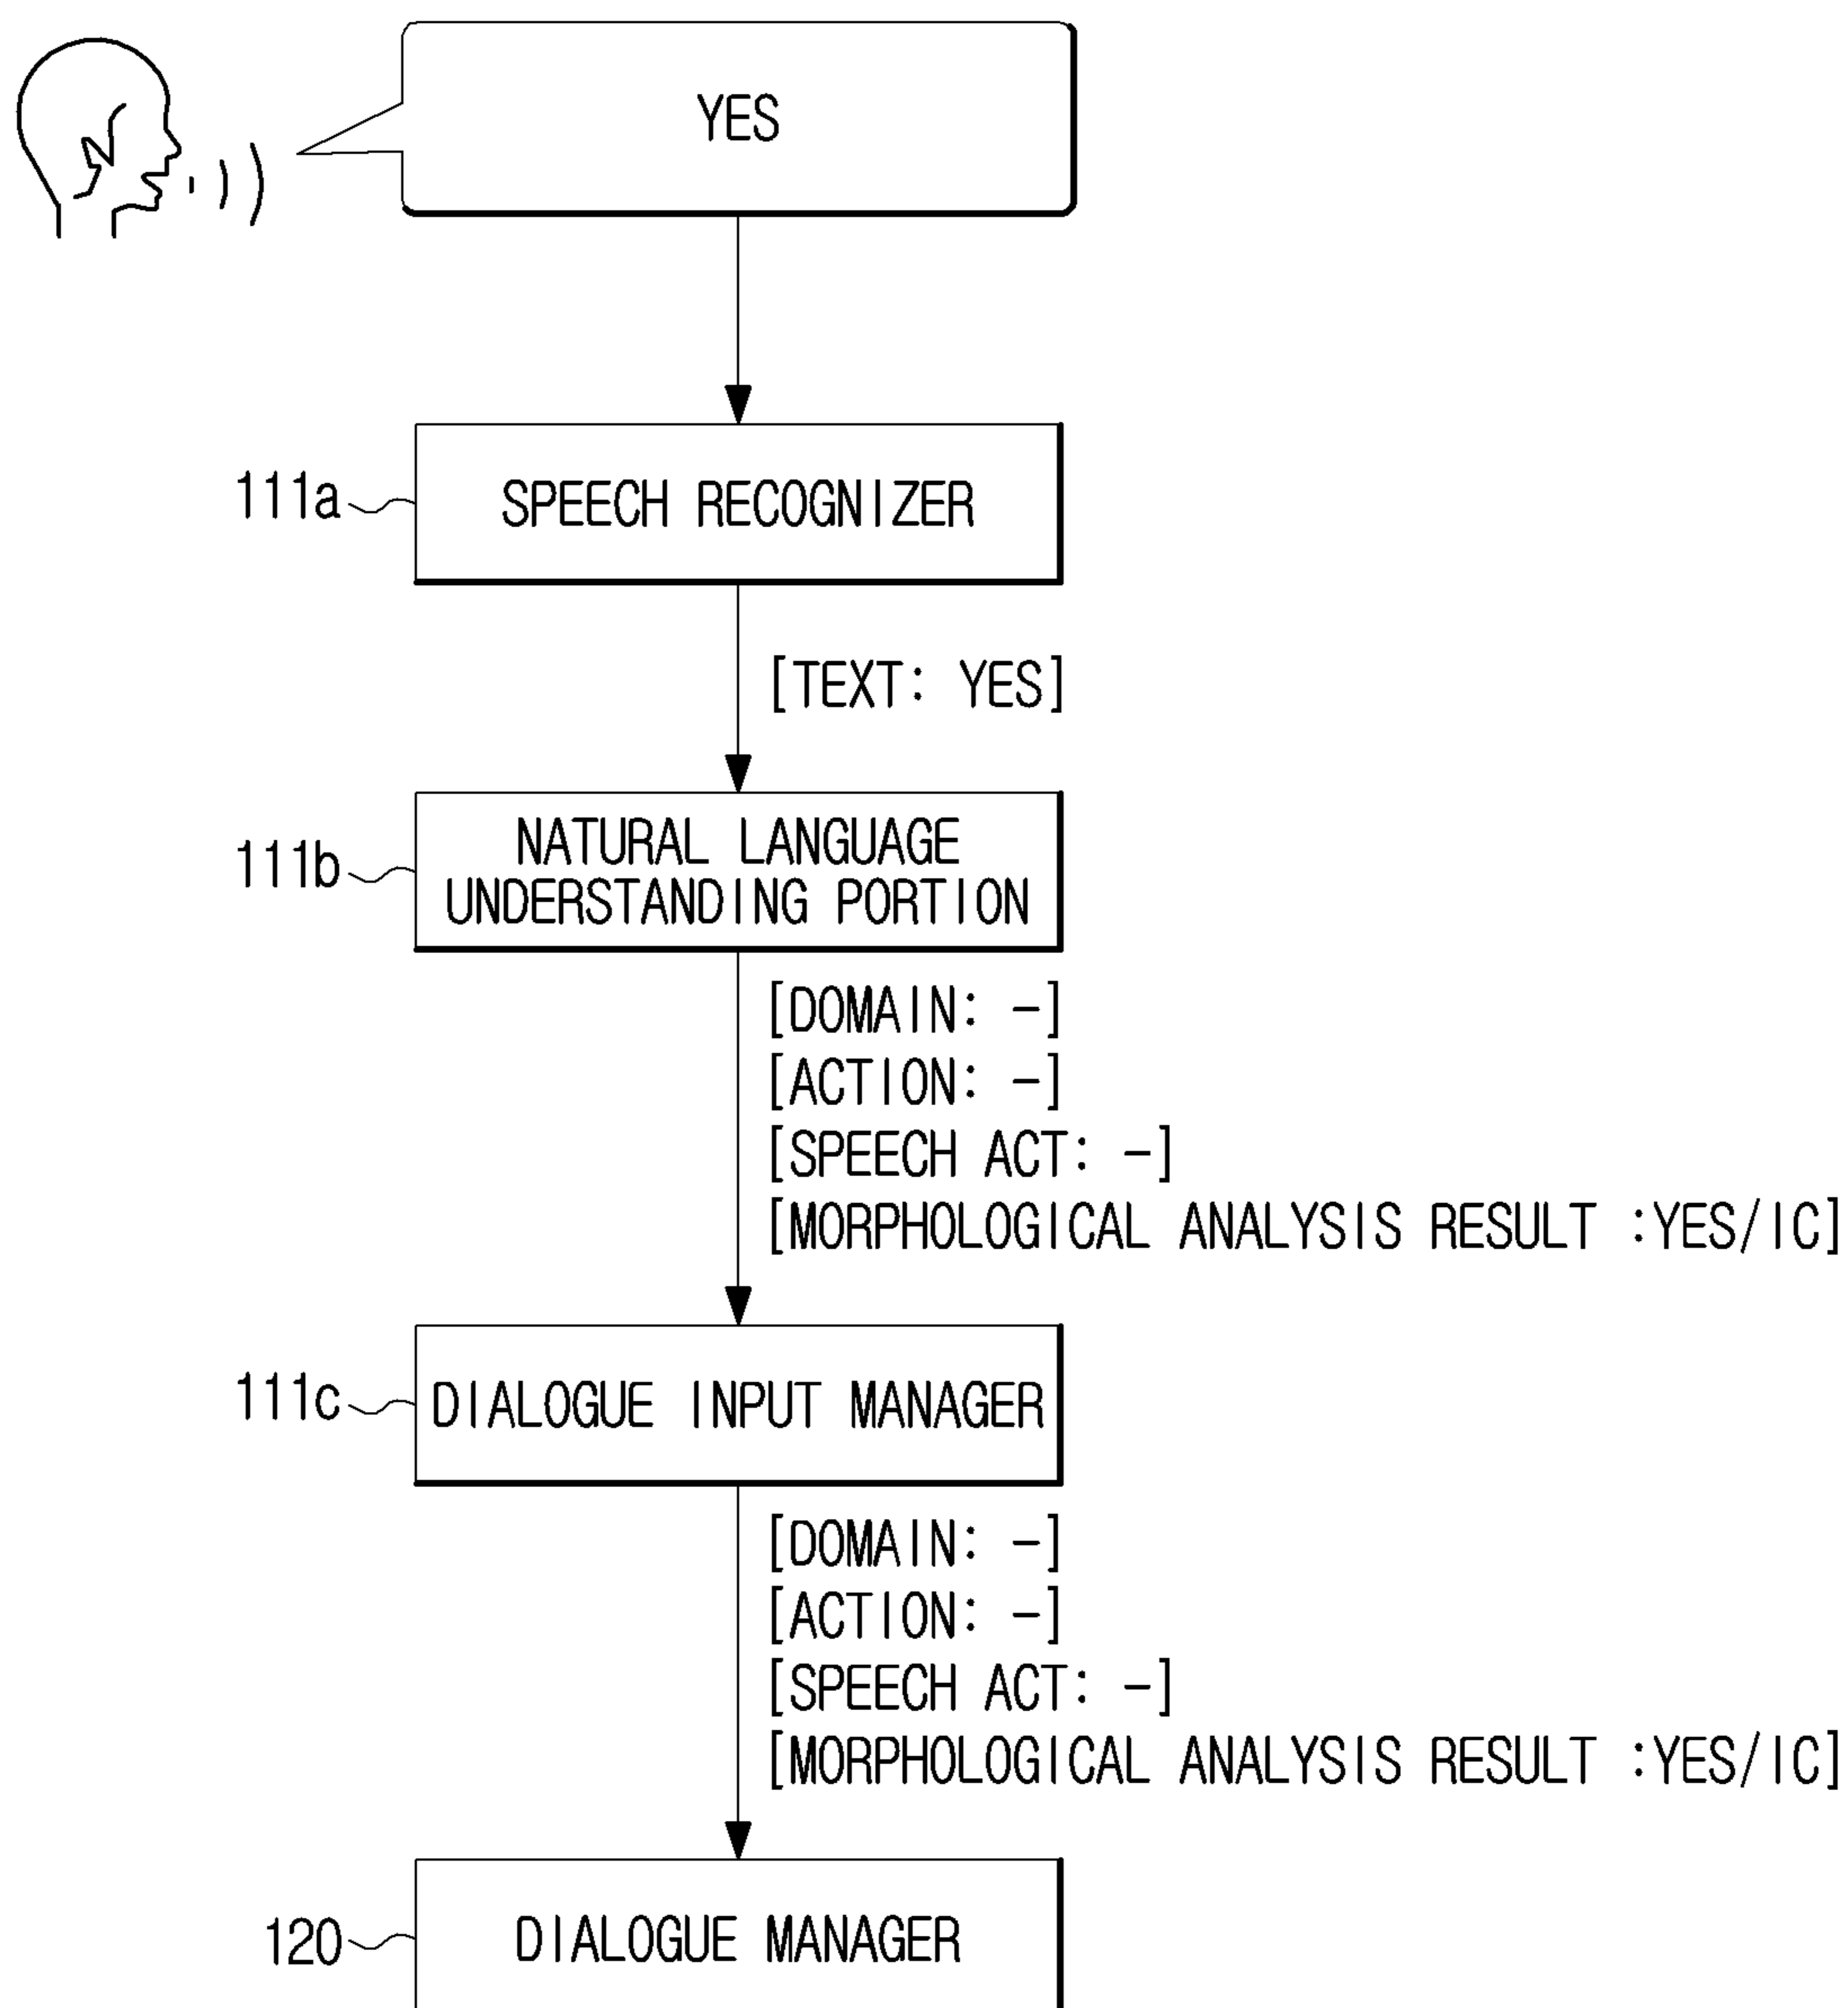 YES
111a
SPEECH RECOGNIZER
[TEXT: YES]
111b
NATURAL LANGUAGE
UNDERSTANDING PORTION
[DOMAIN: -]
[ACTION: -]
[SPEECH ACT: -]
[MORPHOLOGICAL ANALYSIS RESULT :YES/IC]
111c
DIALOGUE INPUT MANAGER
[DOMAIN: -]
[ACTION: -]
[SPEECH ACT: -]
[MORPHOLOGICAL ANALYSIS RESULT :YES/IC]
120
DIALOGUE MANAGER